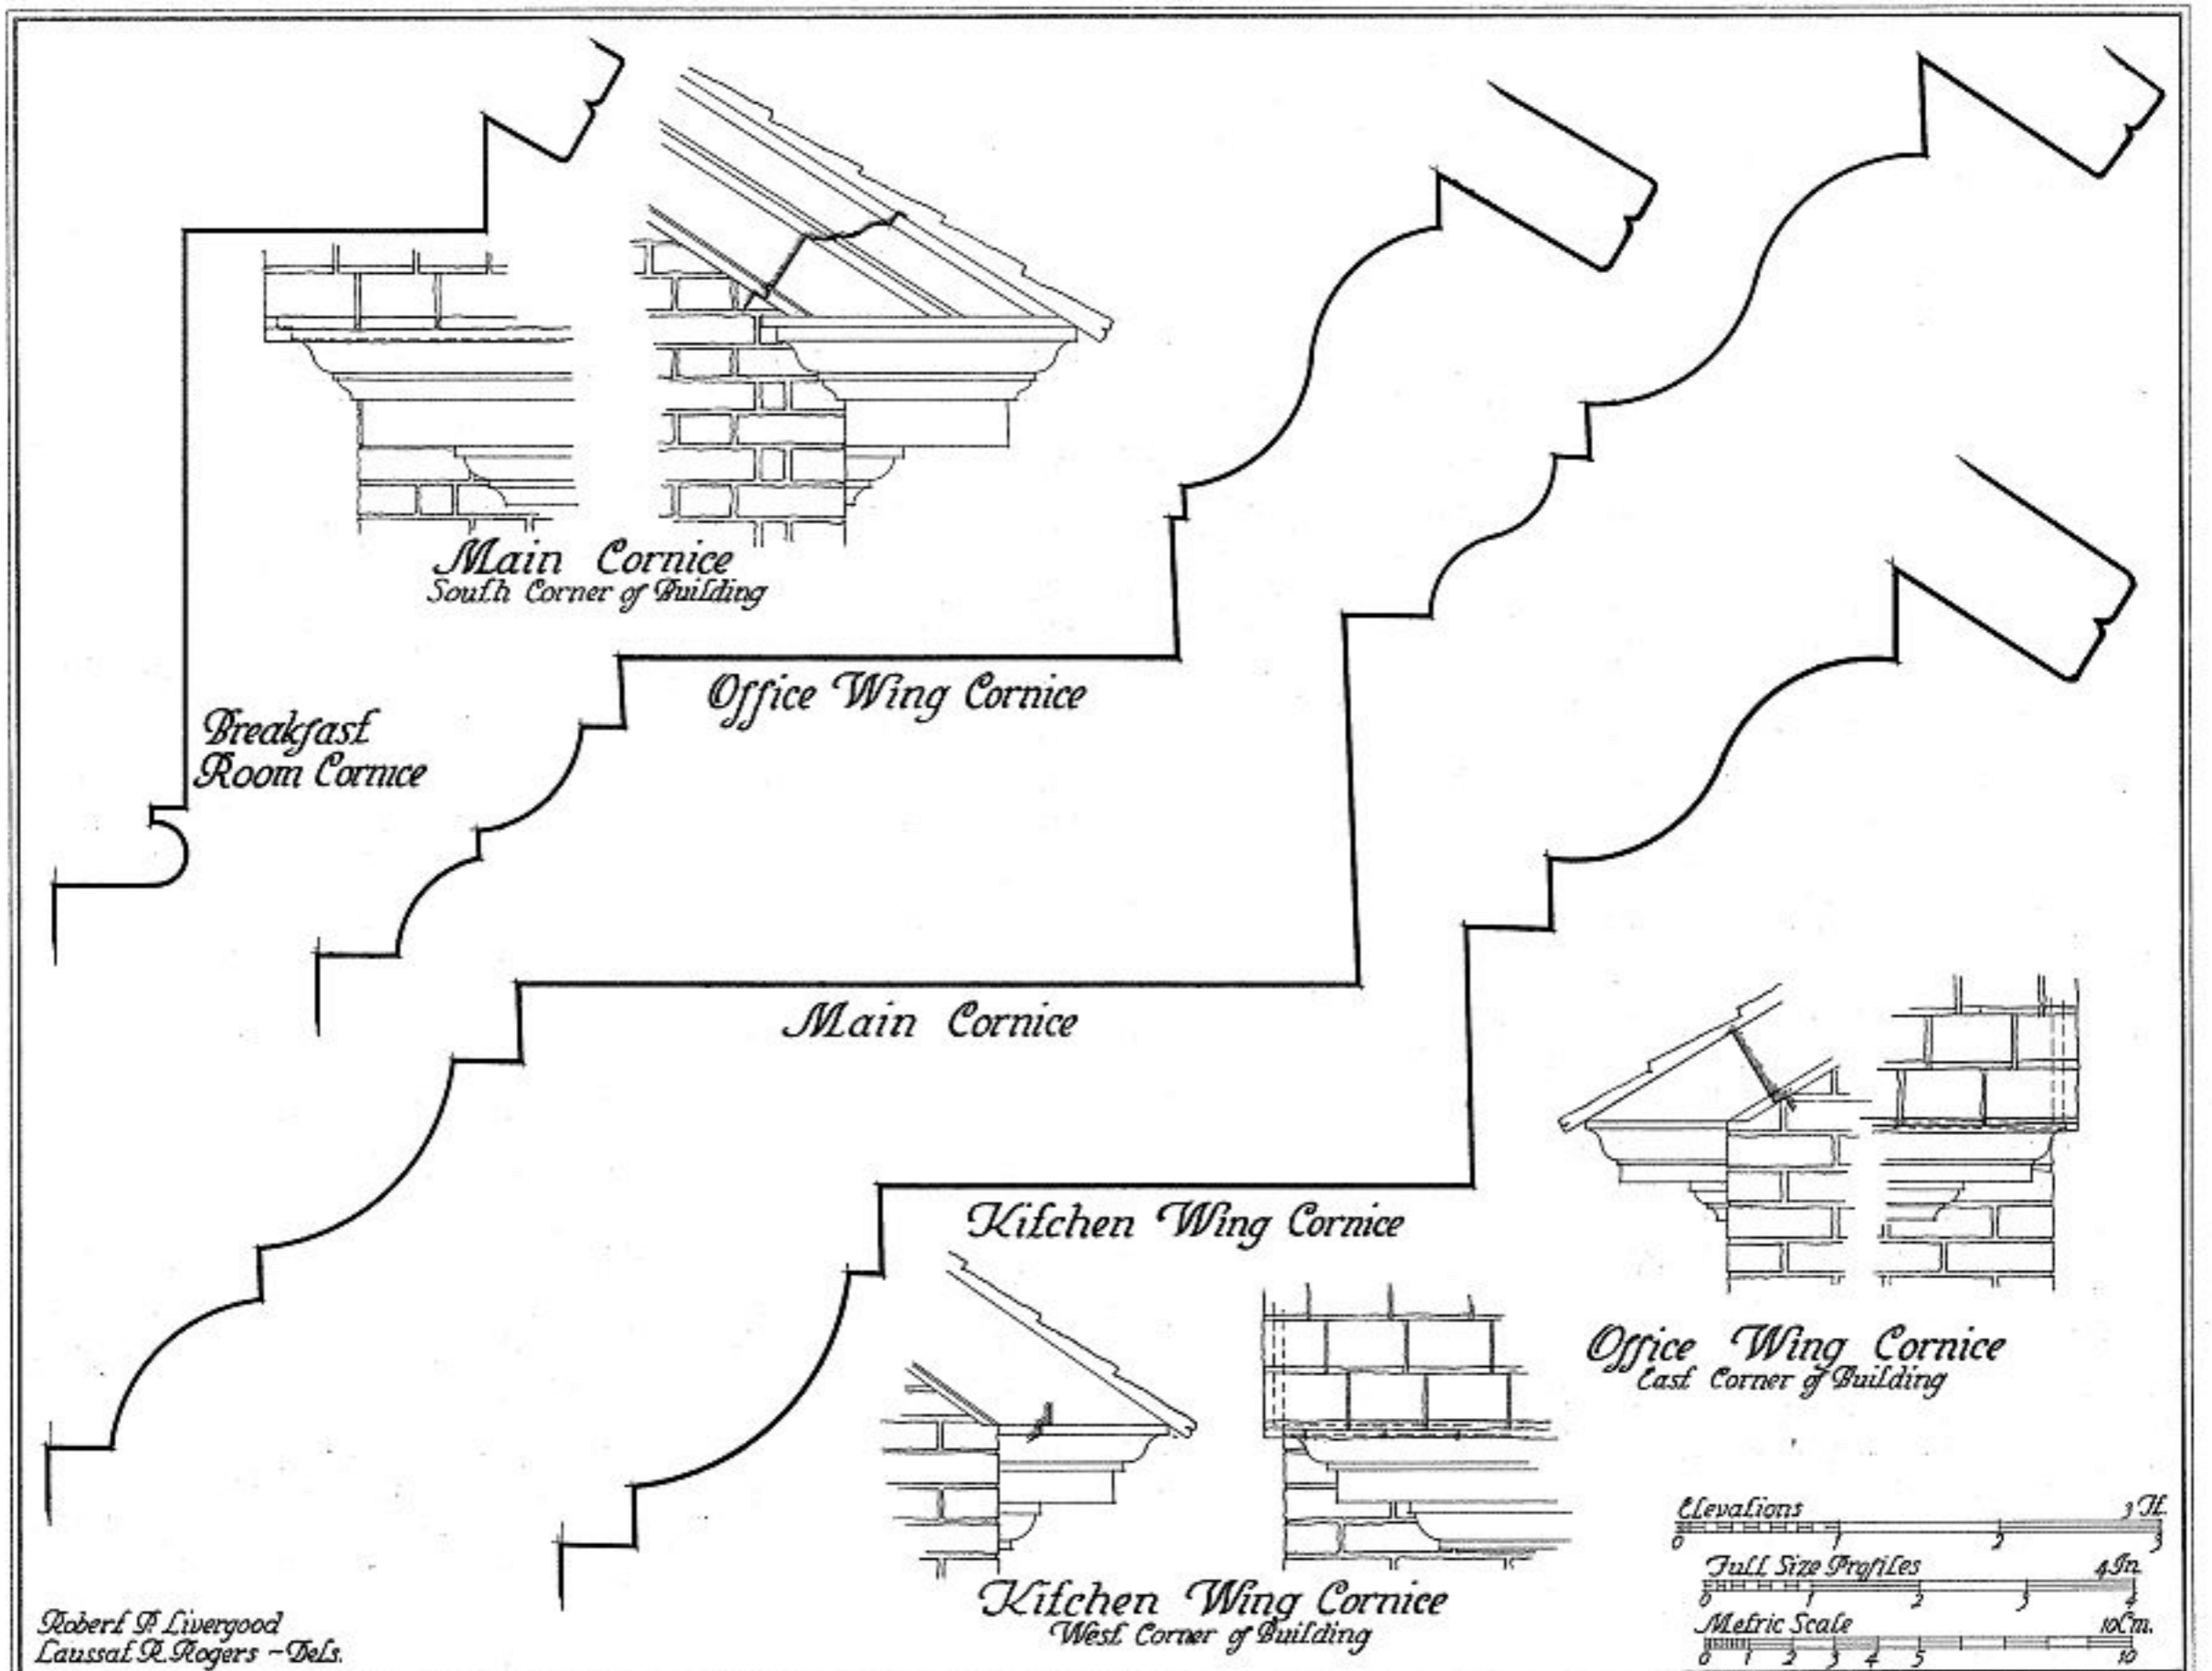 Main Cornice
South Corner of Building
Office Wing Cornice
Breakfast
Room Cornice
Main Cornice
Kitchen Wing Cornice
Office Wing Cornice
East Corner of Building
Kitchen Wing Cornice
West Corner of Building
Elevations 3 Ft.
0 1 2 3
Full Size Profiles 4 In.
0 1 2 3 4
Metric Scale 10 Cm.
0 1 2 3 4 5 10
Robert P. Livergood
Laussat R. Rogers ~ Dels.